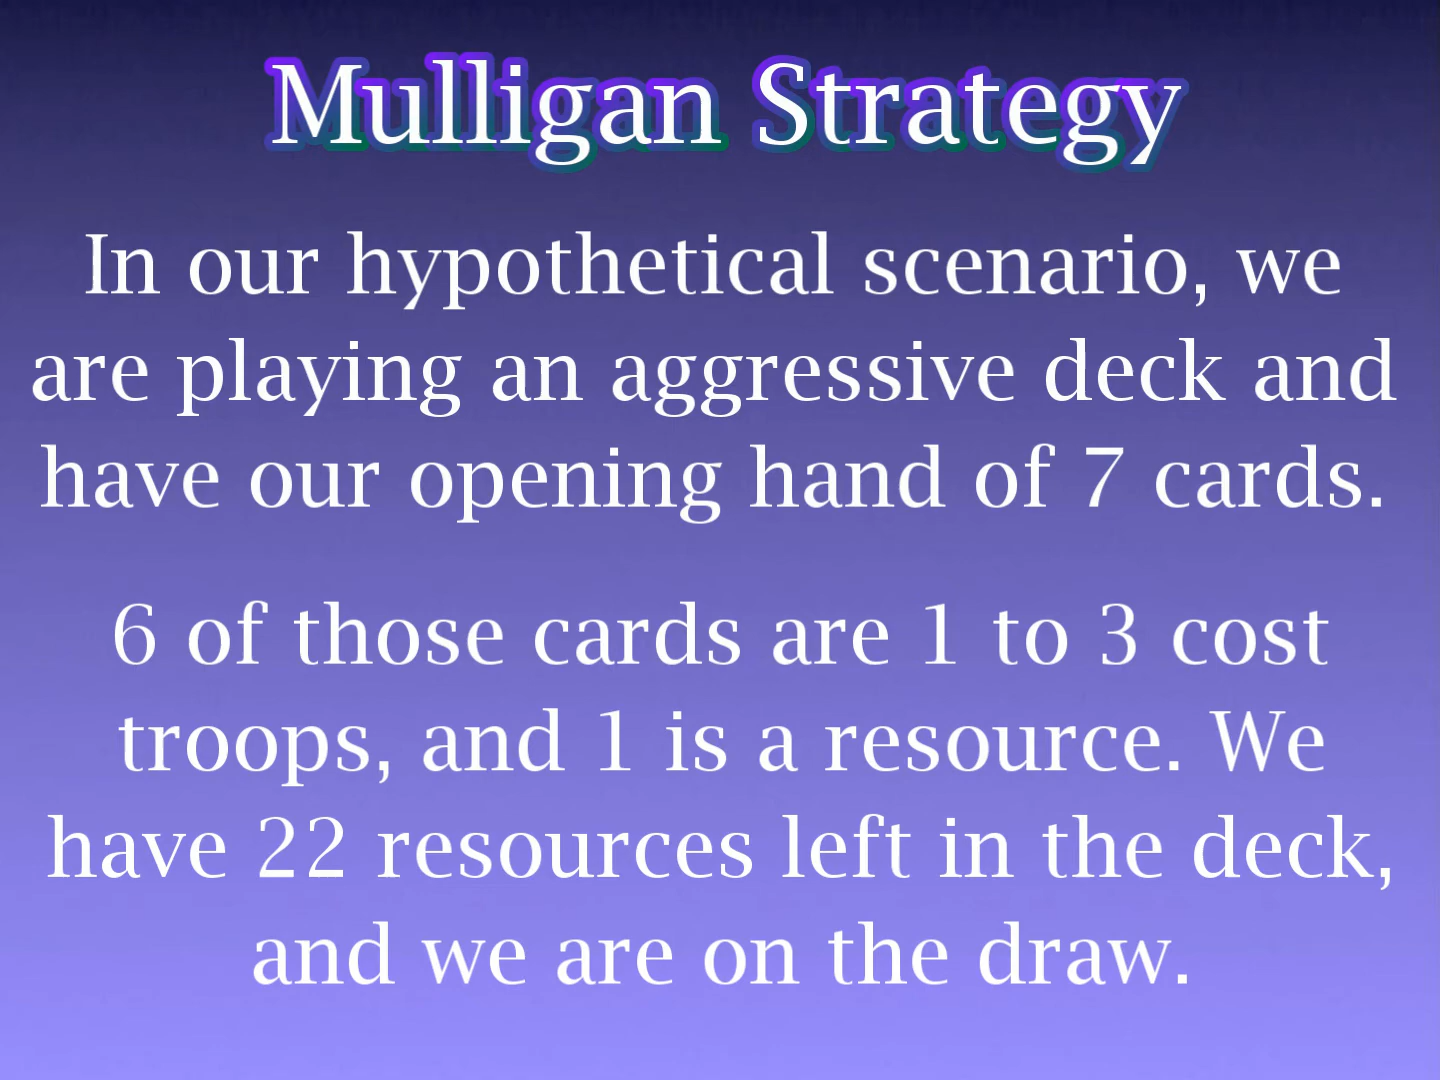 Mulligan Strategy
In our hypothetical scenario, we
are playing an aggressive deck and
have our opening hand of 7 cards.
6 of those cards are 1 to 3 cost
troops, and 1 is a resource. We
have 22 resources left in the deck,
and we are on the draw.